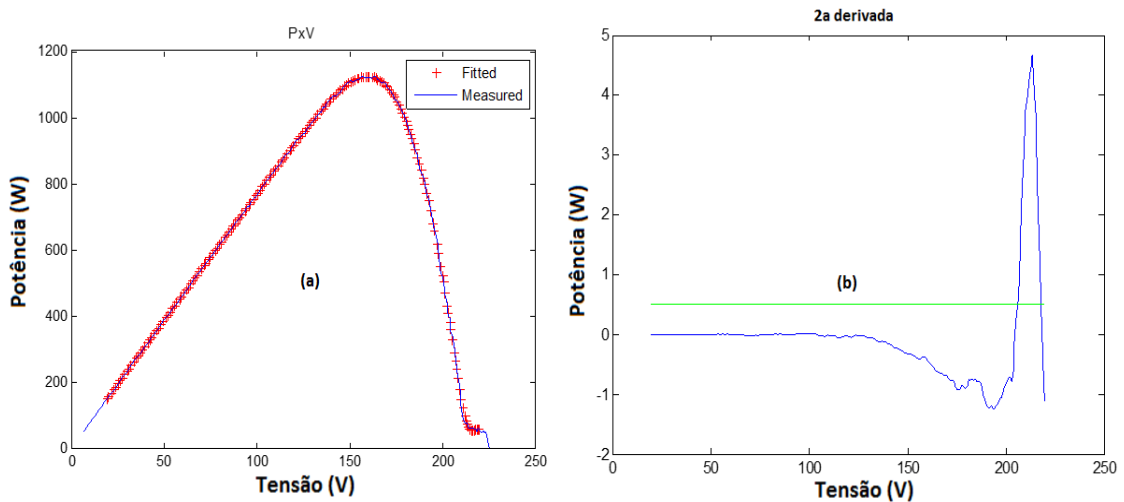 PxV
1200
1000
800
600
400
200
0
0 50 100 150 200 250
Potência (W)
Tensão (V)
Fitted
Measured
(a)
2a derivada
5
4
3
2
1
0
-1
-2
0 50 100 150 200 250
Potência (W)
Tensão (V)
(b)